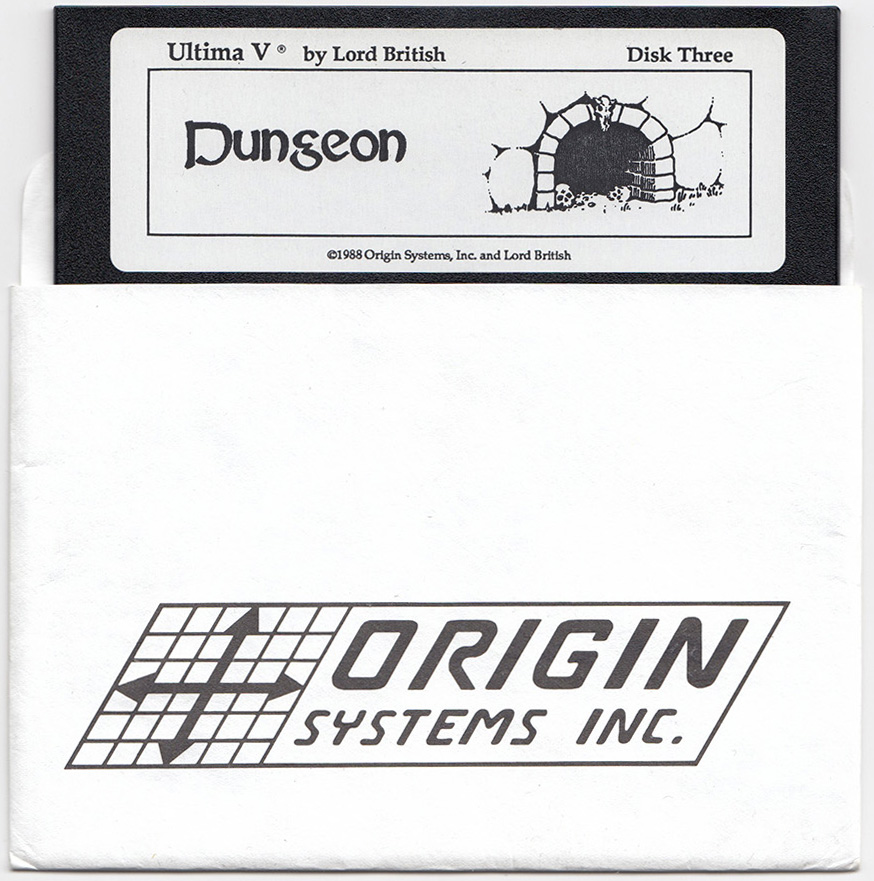 Ultima V ® by Lord British Disk Three
Dungeon
©1988 Origin Systems, Inc. and Lord British
ORIGIN
SYSTEMS INC.